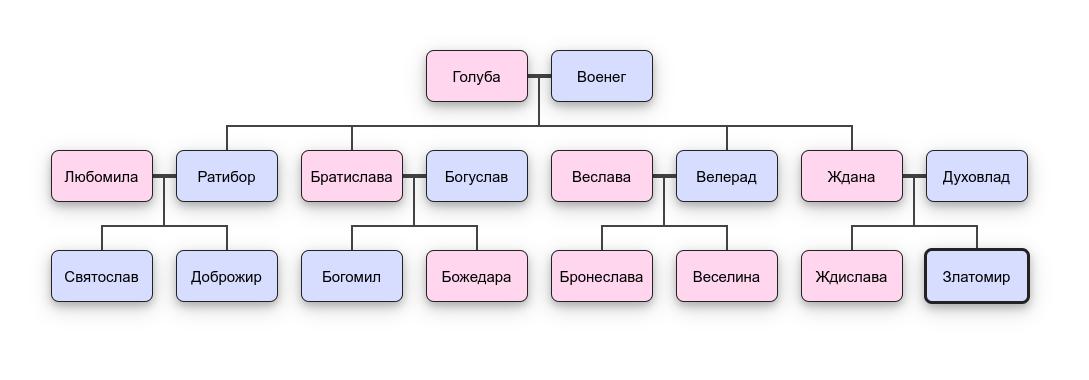 Голуба
Военег
Любомила
Ратибор
Братислава
Богуслав
Веслава
Велерад
Ждана
Духовлад
Святослав
Доброжир
Богомил
Божедара
Бронеслава
Веселина
Ждислава
Златомир